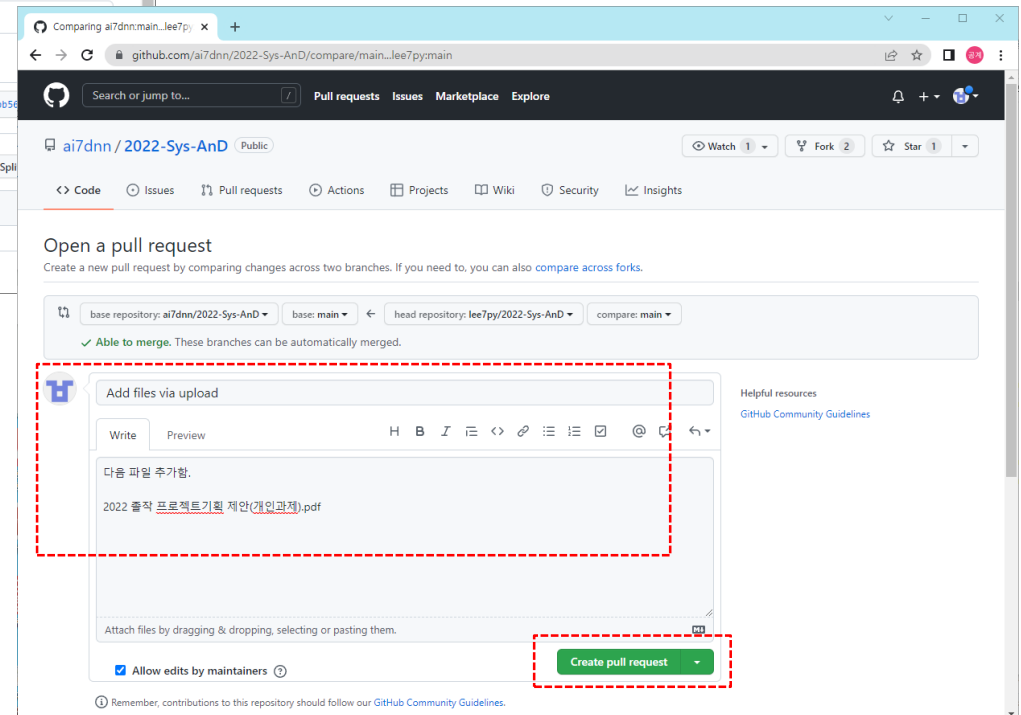 Comparing ai7dnn:main...lee7py
github.com/ai7dnn/2022-Sys-AnD/compare/main...lee7py:main
공제
Search or jump to... /
Pull requests Issues Marketplace Explore
ai7dnn / 2022-Sys-AnD Public
Watch 1 Fork 2 Star 1
Code Issues Pull requests Actions Projects Wiki Security Insights
Spli
Open a pull request
Create a new pull request by comparing changes across two branches. If you need to, you can also compare across forks.
base repository: ai7dnn/2022-Sys-AnD base: main ← head repository: lee7py/2022-Sys-AnD compare: main
Able to merge. These branches can be automatically merged.
Add files via upload
Helpful resources
GitHub Community Guidelines
Write Preview
다음 파일 추가함.
2022 졸작 프로젝트기획 제안(개인과제).pdf
Attach files by dragging & dropping, selecting or pasting them.
Create pull request
Allow edits by maintainers
Remember, contributions to this repository should follow our GitHub Community Guidelines.